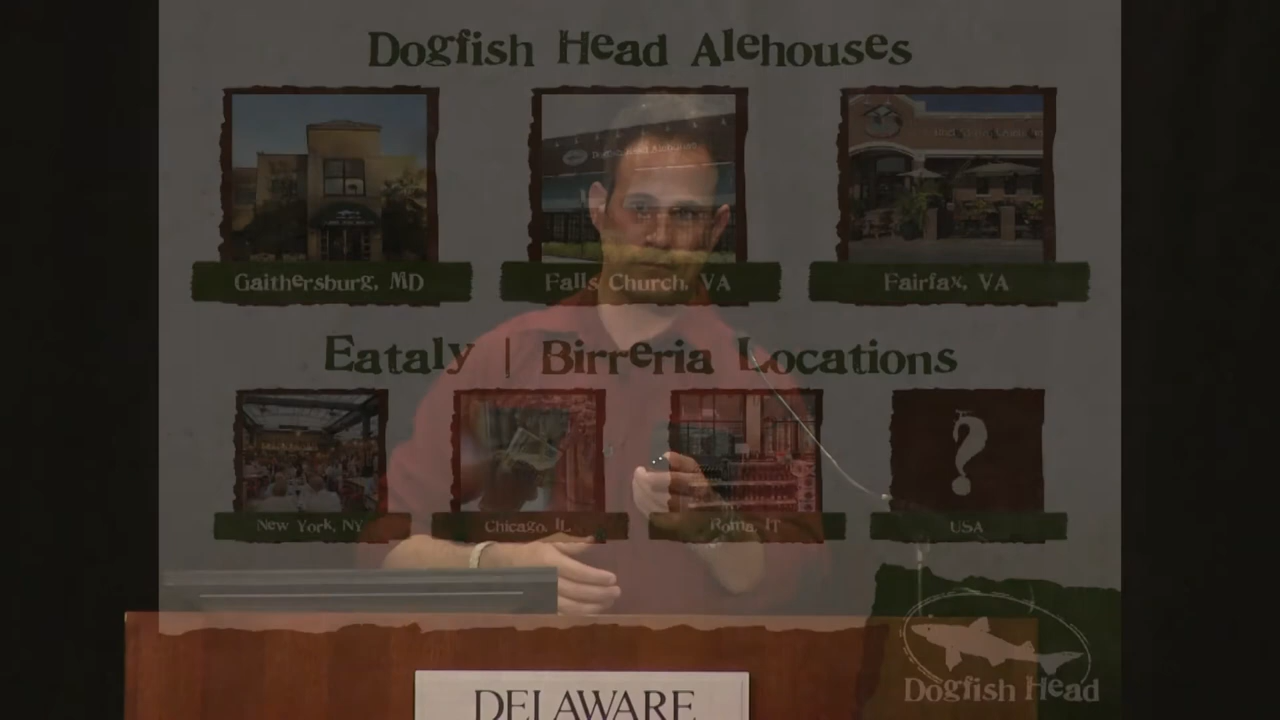 Dogfish Head Alehouses
Gaithersburg, MD
Falls Church, VA
Fairfax, VA
Eataly | Birreria Locations
New York, NY
Chicago, IL
Roma, IT
?
USA
Dogfish Head
DELAWARE